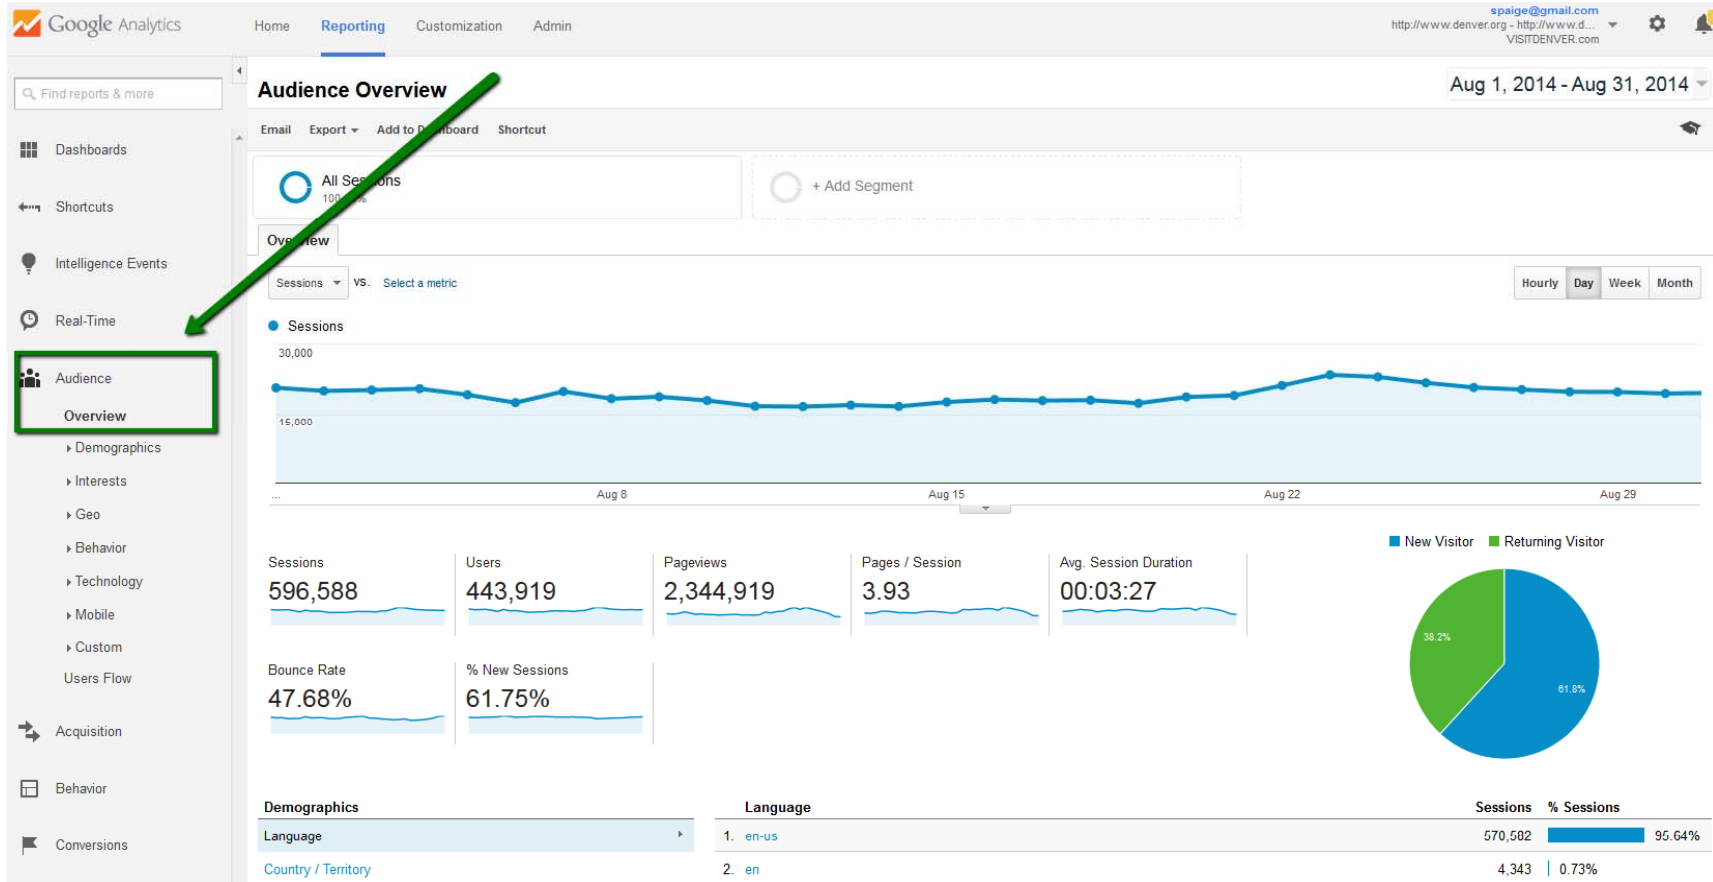 Google Analytics
Home Reporting Customization Admin
spaige@gmail.com
http://www.denver.org - http://www.d...
VISITDENVER.com
Find reports & more
Dashboards
Shortcuts
Intelligence Events
Real-Time
Audience
Overview
Demographics
Interests
Geo
Behavior
Technology
Mobile
Custom
Users Flow
Acquisition
Behavior
Conversions
Audience Overview
Aug 1, 2014 - Aug 31, 2014
Email Export Add to Dashboard Shortcut
All Sessions
+ Add Segment
Overview
Sessions VS. Select a metric
Hourly Day Week Month
Sessions
30,000
15,000
... Aug 8 Aug 15 Aug 22 Aug 29
New Visitor Returning Visitor
Sessions Users Pageviews Pages / Session Avg. Session Duration
596,588 443,919 2,344,919 3.93 00:03:27
38.2%
61.8%
Bounce Rate % New Sessions
47.68% 61.75%
Demographics
Language
Country / Territory
Language Sessions % Sessions
1. en-us 570,582 95.64%
2. en 4,343 0.73%